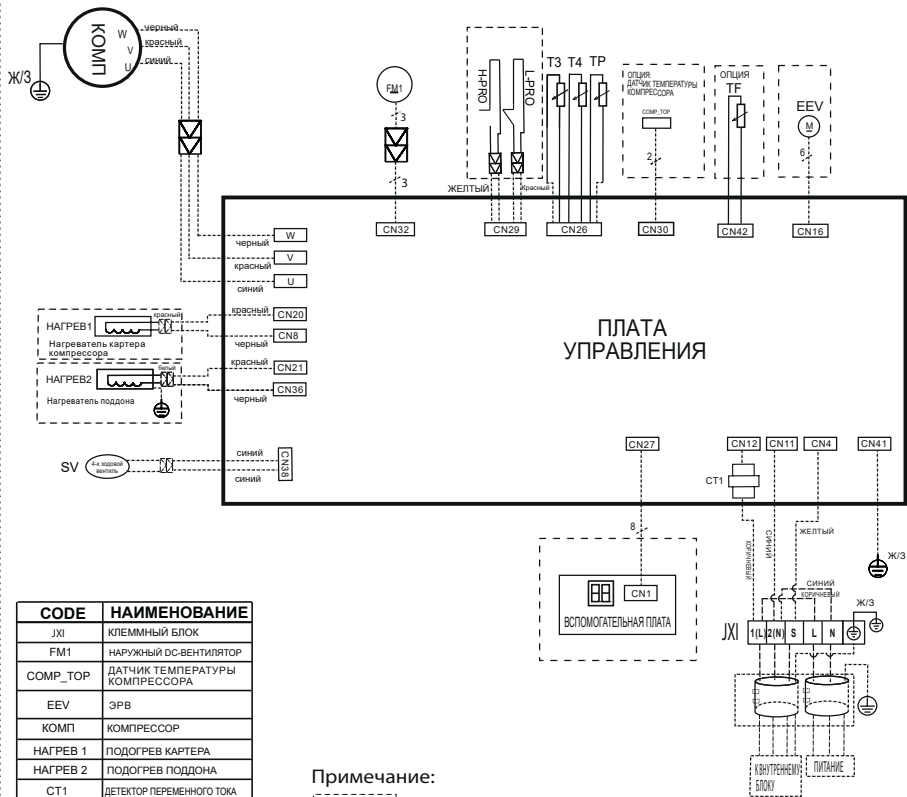 КОМП
W
V
U
черный
красный
синий
Ж/З
FM1
3
3
H-PRO
L-PRO
T3 T4 TP
ОПЦИЯ:
ДАТЧИК ТЕМПЕРАТУРЫ
КОМПРЕССОРА
COMP_TOP
2
ОПЦИЯ
TF
EEV
M
6
ЖЕЛТЫЙ
Красный
CN32
CN29
CN26
CN30
CN42
CN16
W
черный
V
красный
U
синий
красный
CN20
CN8
черный
красный
CN21
CN36
черный
НАГРЕВ1
красный
Нагреватель картера
компрессора
НАГРЕВ2
белый
Нагреватель поддона
SV
4-х ходовой
вентиль
синий
CN38
синий
ПЛАТА
УПРАВЛЕНИЯ
CN27
CN12
CN11
CN4
CN41
CT1
8
КОРИЧНЕВЫЙ
СИНИЙ
ЖЕЛТЫЙ
Ж/З
CN1
ВСПОМОГАТЕЛЬНАЯ ПЛАТА
СИНИЙ
КОРИЧНЕВЫЙ
Ж/З
JXI
1(L)
2(N)
S
L
N
К ВНУТРЕННЕМУ
БЛОКУ
ПИТАНИЕ
CODE НАИМЕНОВАНИЕ
JXI КЛЕММНЫЙ БЛОК
FM1 НАРУЖНЫЙ DC-ВЕНТИЛЯТОР
COMP_TOP ДАТЧИК ТЕМПЕРАТУРЫ
КОМПРЕССОРА
EEV ЭРВ
КОМП КОМПРЕССОР
НАГРЕВ 1 ПОДОГРЕВ КАРТЕРА
НАГРЕВ 2 ПОДОГРЕВ ПОДДОНА
CT1 ДЕТЕКТОР ПЕРЕМЕННОГО ТОКА
Примечание: